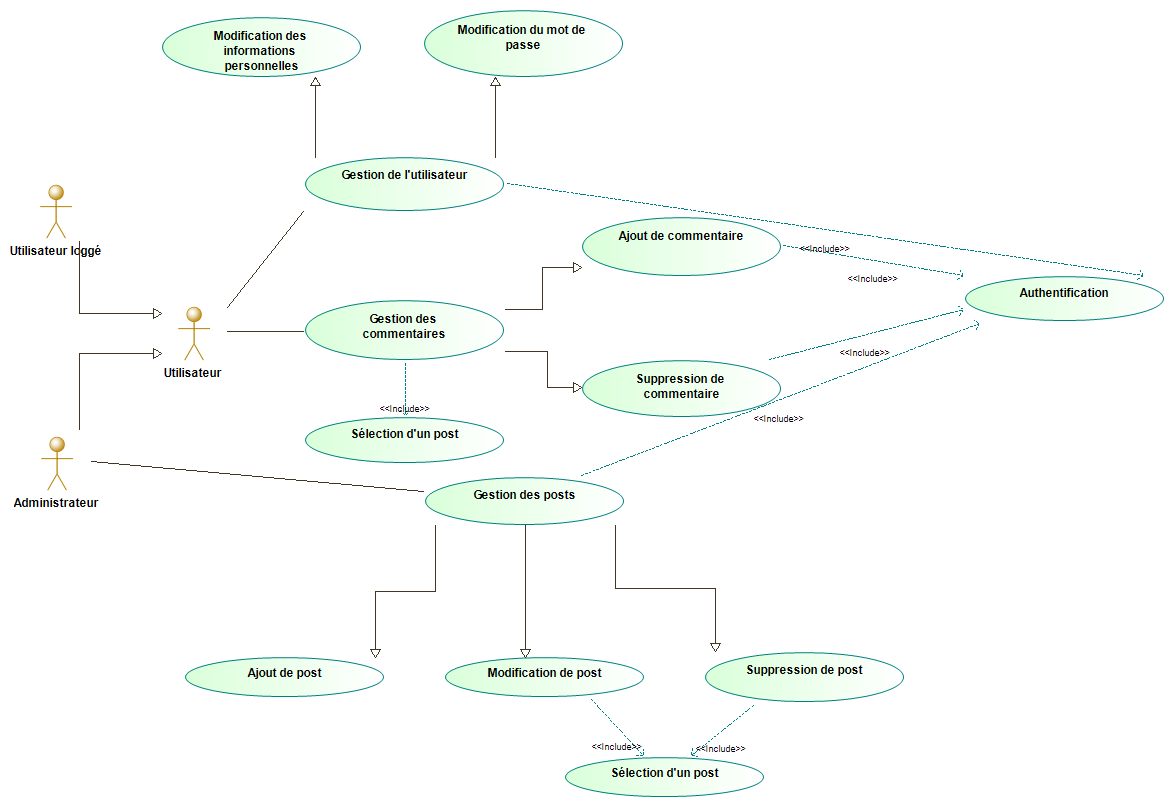 Modification des
informations
personnelles
Modification du mot de
passe
Gestion de l'utilisateur
Utilisateur loggé
Ajout de commentaire
<<Include>>
<<Include>>
Authentification
Gestion des
commentaires
<<Include>>
Utilisateur
Suppression de
commentaire
<<Include>>
<<Include>>
Sélection d'un post
Administrateur
Gestion des posts
Ajout de post
Modification de post
Suppression de post
<<Include>>
<<Include>>
Sélection d'un post